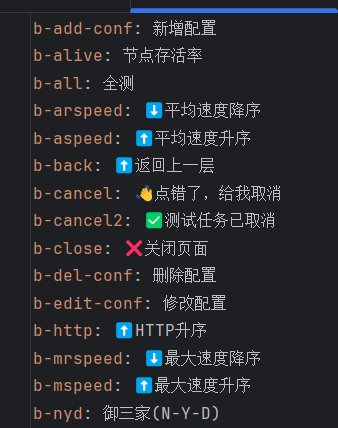 b-add-conf: 新增配置
b-alive: 节点存活率
b-all: 全测
b-arspeed: ⬇️平均速度降序
b-aspeed: ⬆️平均速度升序
b-back: ⬆️返回上一层
b-cancel: 👋点错了，给我取消
b-cancel2: ✅测试任务已取消
b-close: ❌关闭页面
b-del-conf: 删除配置
b-edit-conf: 修改配置
b-http: ⬆️HTTP升序
b-mrspeed: ⬇️最大速度降序
b-mspeed: ⬆️最大速度升序
b-nyd: 御三家(N-Y-D)